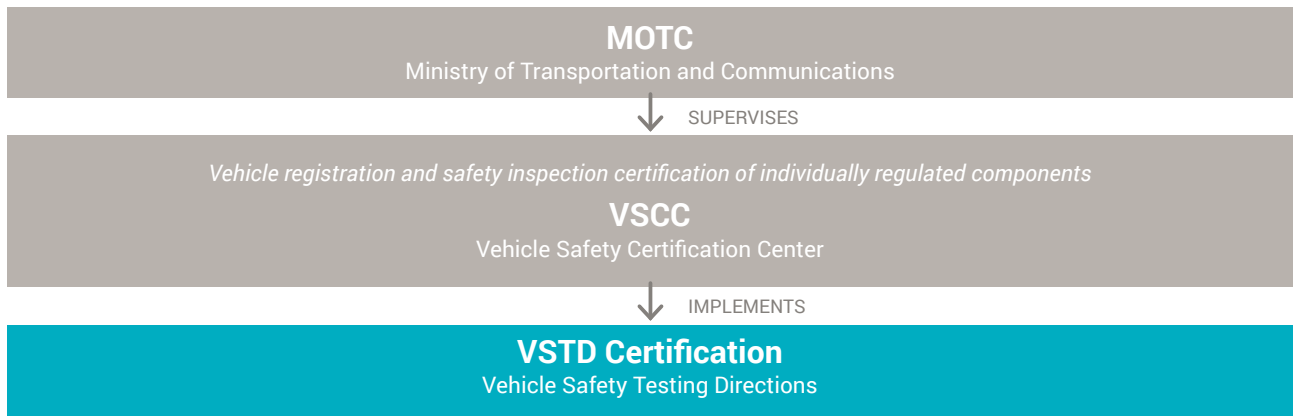 MOTC
Ministry of Transportation and Communications
SUPERVISES
Vehicle registration and safety inspection certification of individually regulated components
VSCC
Vehicle Safety Certification Center
IMPLEMENTS
VSTD Certification
Vehicle Safety Testing Directions